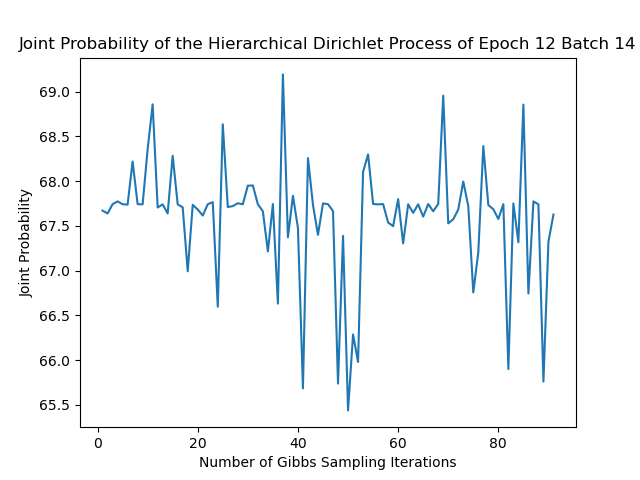 Joint Probability of the Hierarchical Dirichlet Process of Epoch 12 Batch 14
69.0
68.5
68.0
67.5
67.0
66.5
66.0
65.5
Joint Probability
0 20 40 60 80
Number of Gibbs Sampling Iterations